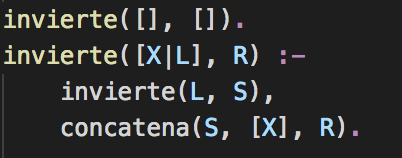 invierte([], []).
invierte([X|L], R) :-
    invierte(L, S),
    concatena(S, [X], R).